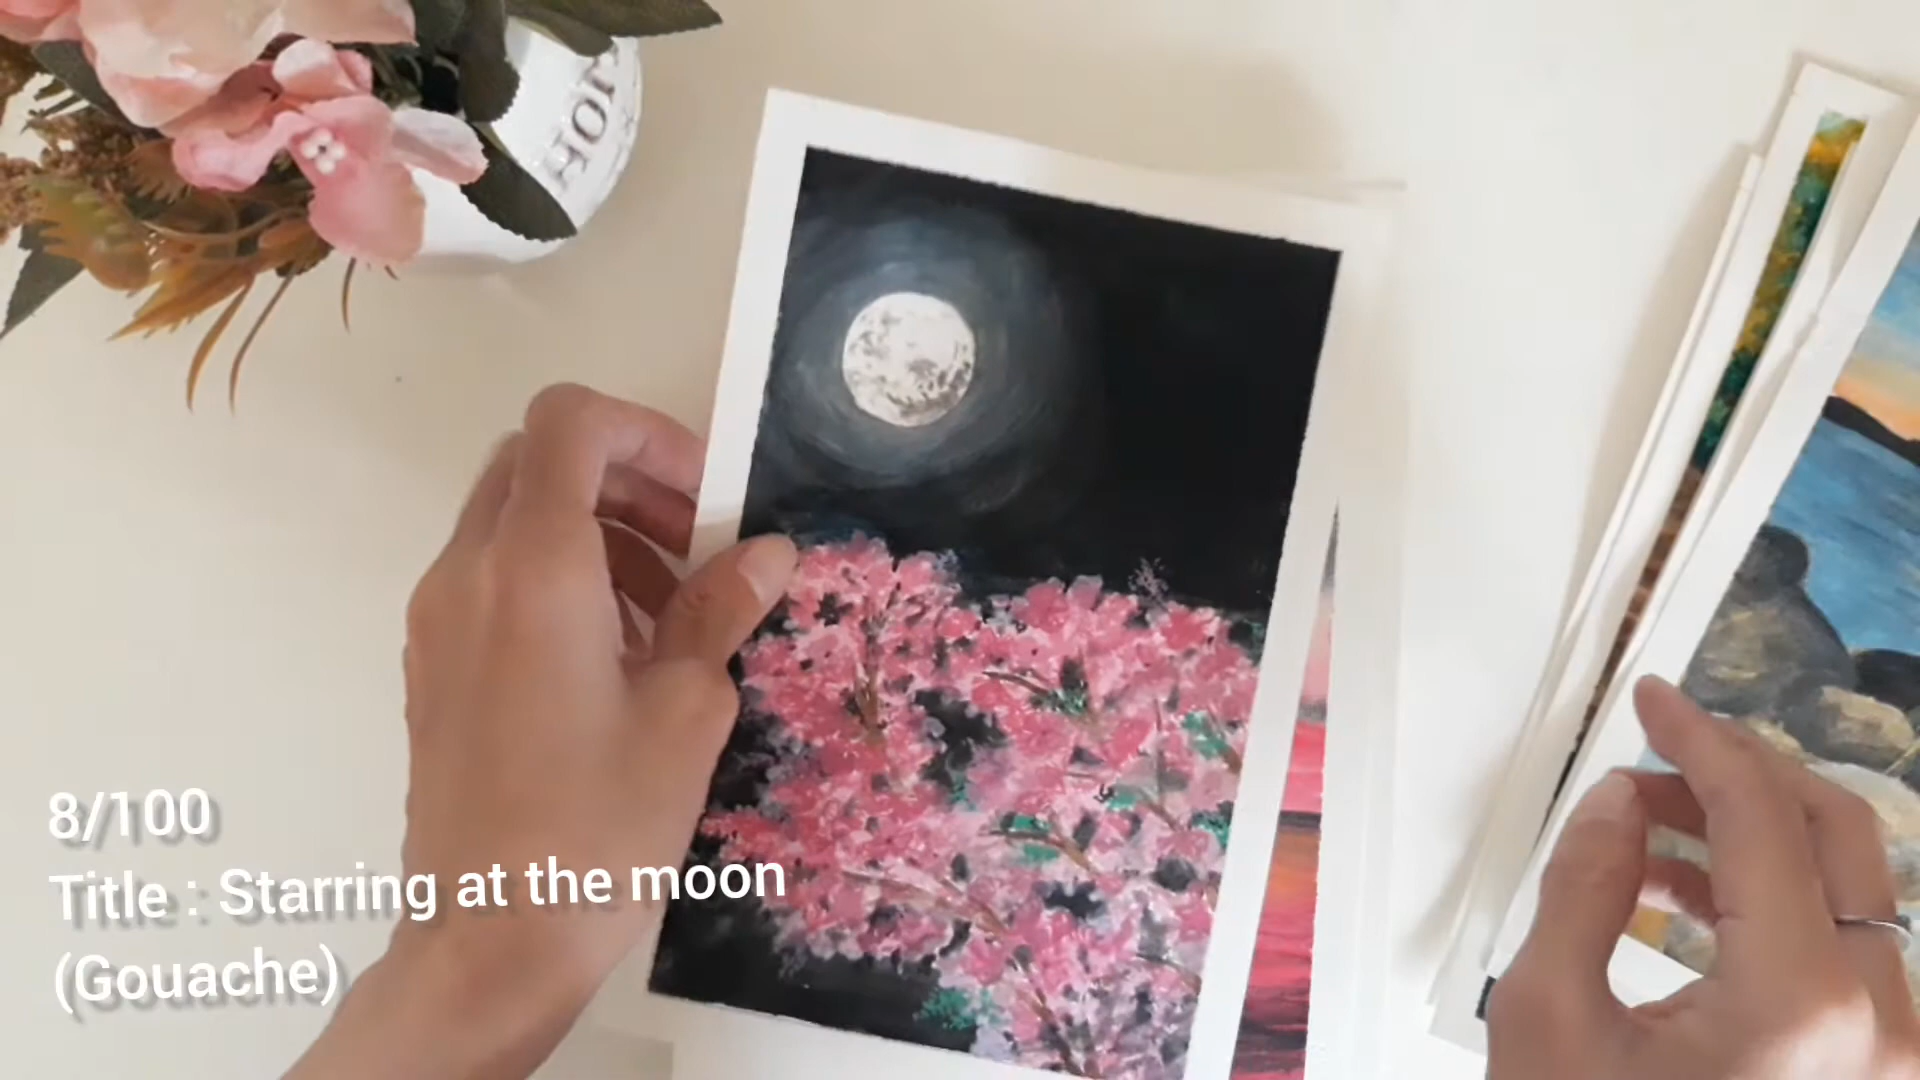 8/100
Title : Starring at the moon
(Gouache)